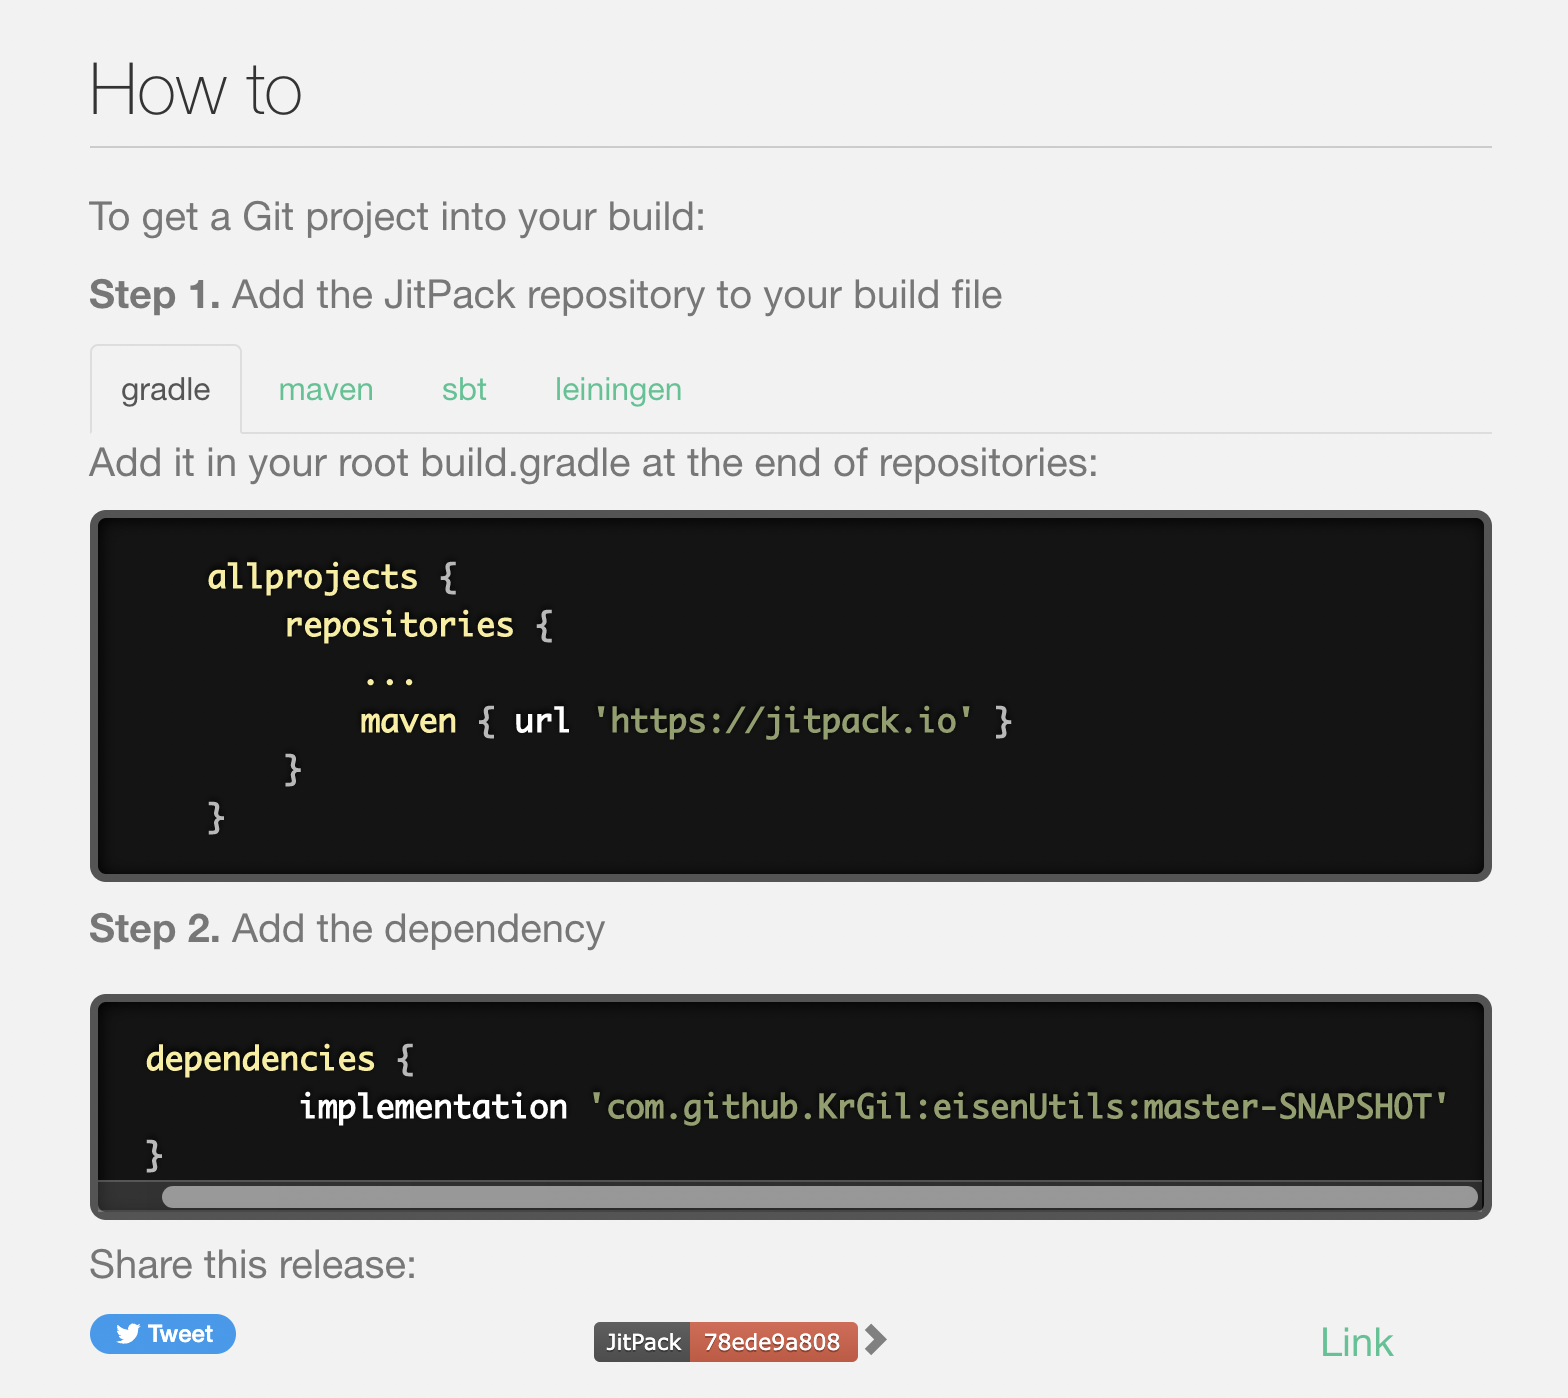 How to
To get a Git project into your build:
Step 1. Add the JitPack repository to your build file
gradle maven sbt leiningen
Add it in your root build.gradle at the end of repositories:
allprojects {
repositories {
...
maven { url 'https://jitpack.io' }
}
}
Step 2. Add the dependency
dependencies {
implementation 'com.github.KrGil:eisenUtils:master-SNAPSHOT'
}
Share this release:
Tweet JitPack 78ede9a808 Link